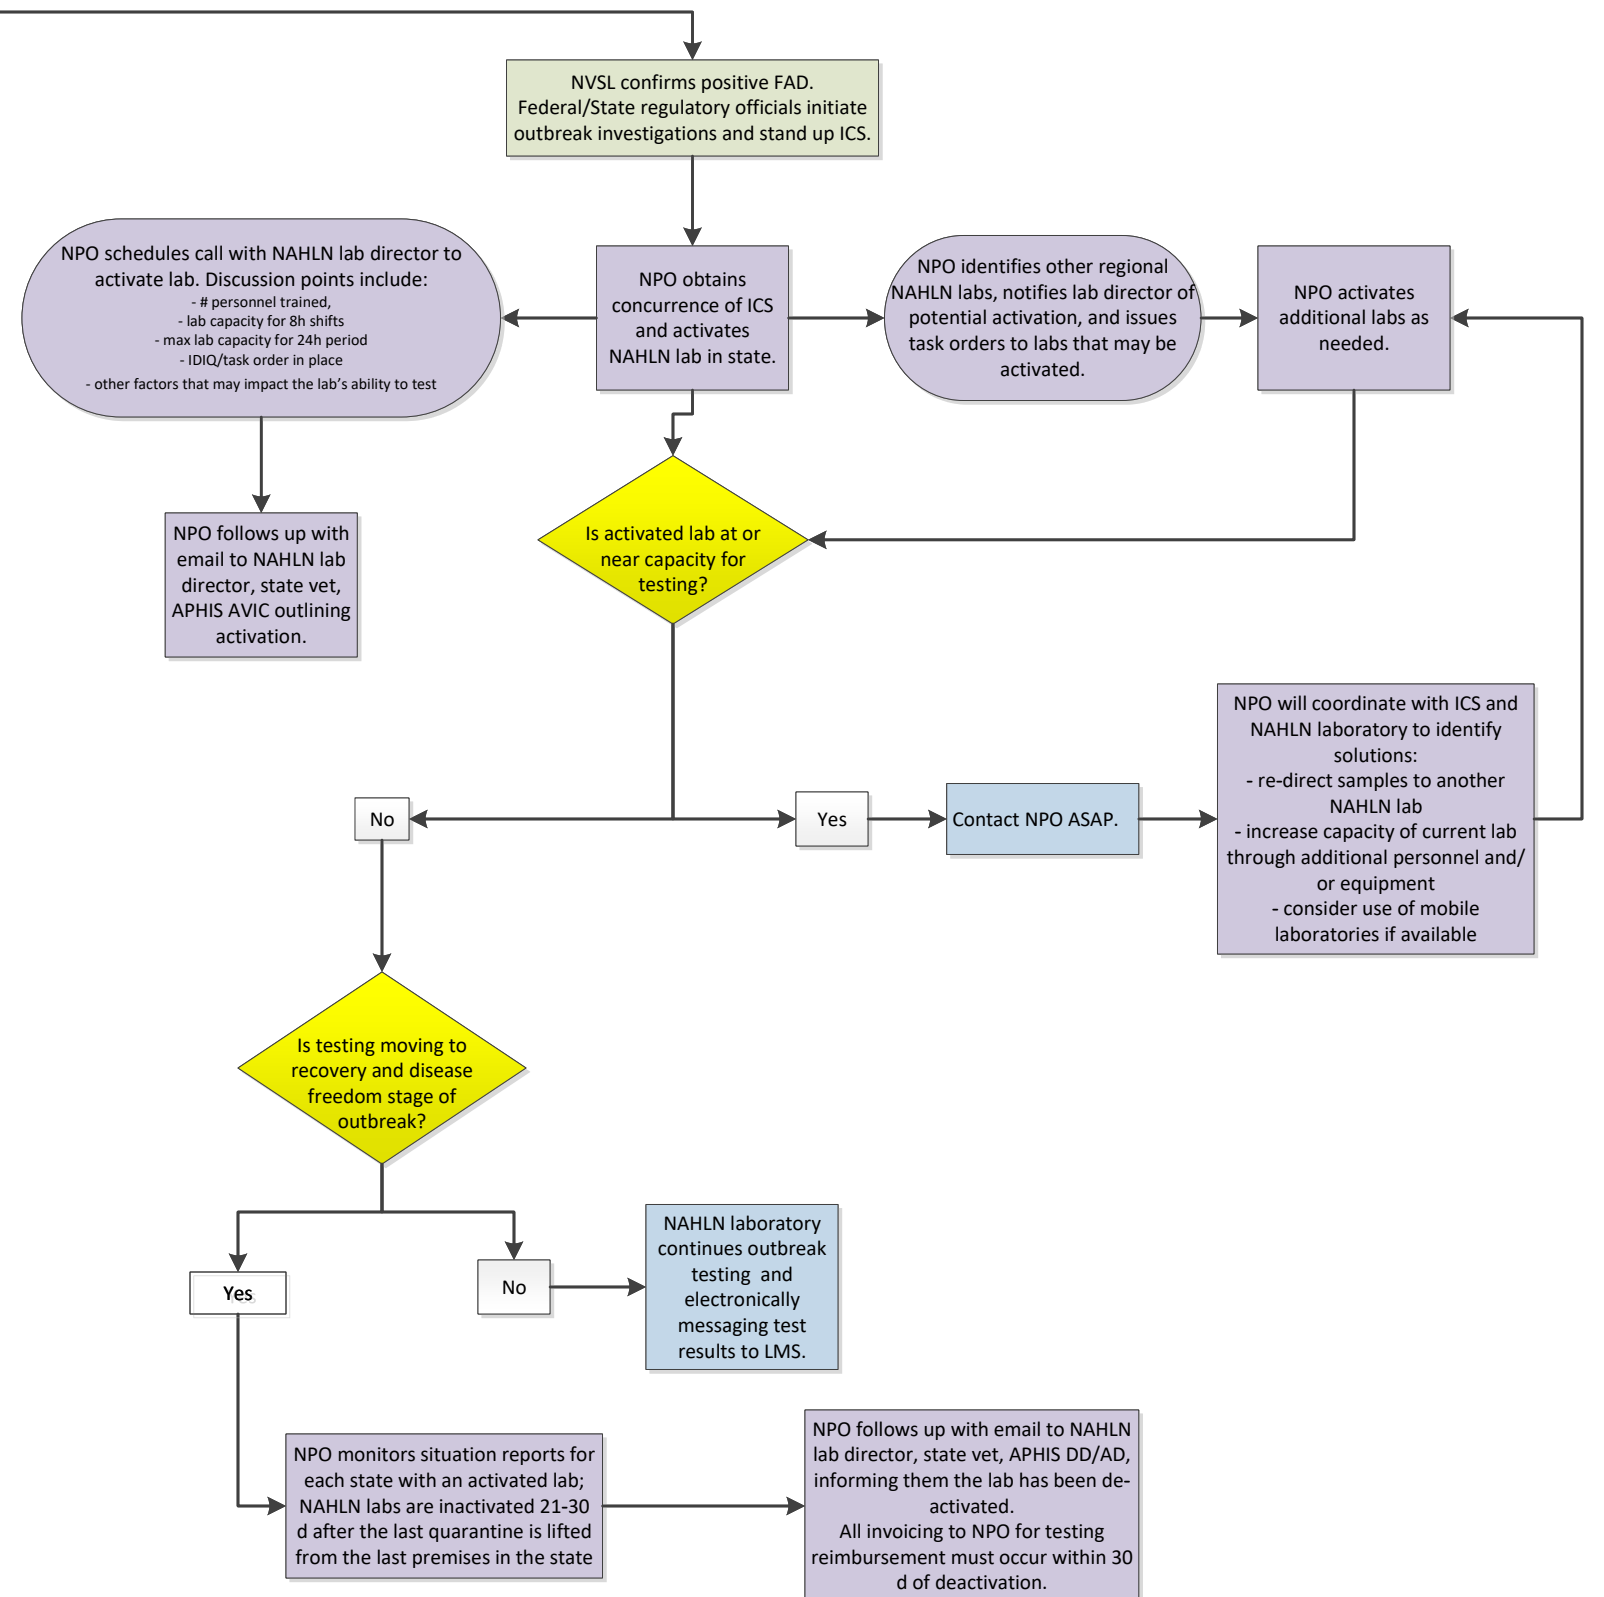 NVSL confirms positive FAD.
Federal/State regulatory officials initiate
outbreak investigations and stand up ICS.
NPO schedules call with NAHLN lab director to
activate lab. Discussion points include:
- # personnel trained,
- lab capacity for 8h shifts
- max lab capacity for 24h period
- IDIQ/task order in place
- other factors that may impact the lab's ability to test
NPO obtains
concurrence of ICS
and activates
NAHLN lab in state.
NPO identifies other regional
NAHLN labs, notifies lab director of
potential activation, and issues
task orders to labs that may be
activated.
NPO activates
additional labs as
needed.
NPO follows up with
email to NAHLN lab
director, state vet,
APHIS AVIC outlining
activation.
Is activated lab at or
near capacity for
testing?
No
Yes
Contact NPO ASAP.
NPO will coordinate with ICS and
NAHLN laboratory to identify
solutions:
- re-direct samples to another
NAHLN lab
- increase capacity of current lab
through additional personnel and/
or equipment
- consider use of mobile
laboratories if available
Is testing moving to
recovery and disease
freedom stage of
outbreak?
Yes
No
NAHLN laboratory
continues outbreak
testing and
electronically
messaging test
results to LMS.
NPO monitors situation reports for
each state with an activated lab;
NAHLN labs are inactivated 21-30
d after the last quarantine is lifted
from the last premises in the state
NPO follows up with email to NAHLN
lab director, state vet, APHIS DD/AD,
informing them the lab has been de-
activated.
All invoicing to NPO for testing
reimbursement must occur within 30
d of deactivation.